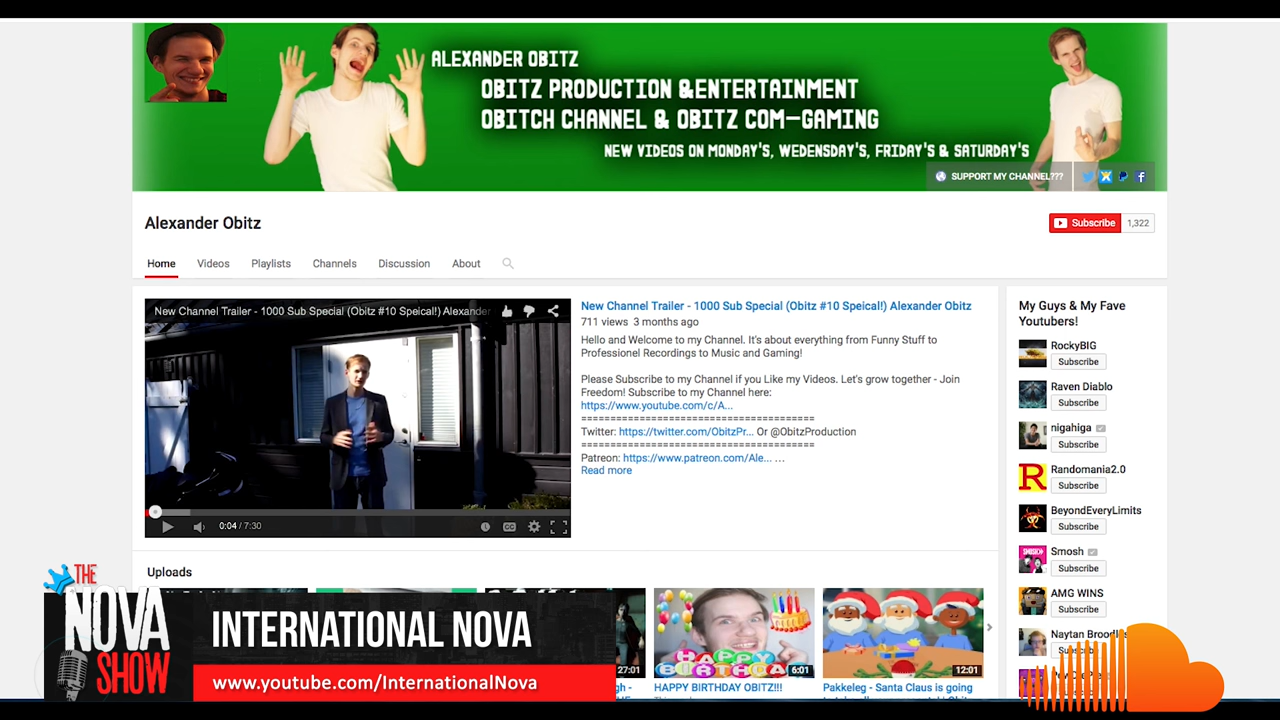 ALEXANDER OBITZ
OBITZ PRODUCTION &ENTERTAINMENT
OBITCH CHANNEL & OBITZ COM-GAMING
NEW VIDEOS ON MONDAY'S, WEDENSDAY'S, FRIDAY'S & SATURDAY'S
SUPPORT MY CHANNEL???
Alexander Obitz
Subscribe 1,322
Home Videos Playlists Channels Discussion About
New Channel Trailer - 1000 Sub Special (Obitz #10 Speical!) Alexander
0:04 / 7:30
CC
New Channel Trailer - 1000 Sub Special (Obitz #10 Speical!) Alexander Obitz
711 views 3 months ago
Hello and Welcome to my Channel. It's about everything from Funny Stuff to
Professionel Recordings to Music and Gaming!
Please Subscribe to my Channel if you Like my Videos. Let's grow together - Join
Freedom! Subscribe to my Channel here:
https://www.youtube.com/c/A...
========================================
Twitter: https://twitter.com/ObitzPr... Or @ObitzProduction
========================================
Patreon: https://www.patreon.com/Ale... ...
Read more
My Guys & My Fave
Youtubers!
RockyBIG
Subscribe
Raven Diablo
Subscribe
nigahiga
Subscribe
R
Randomania2.0
Subscribe
BeyondEveryLimits
Subscribe
SMOSH
Smosh
Subscribe
AMG WINS
Subscribe
Naytan
Uploads
27:01
HAPPY
BIRTHDAY
6:01
HAPPY BIRTHDAY OBITZ!!!
12:01
Pakkeleg - Santa Claus is going
THE
NOVA
SHOW
INTERNATIONAL NOVA
www.youtube.com/InternationalNova